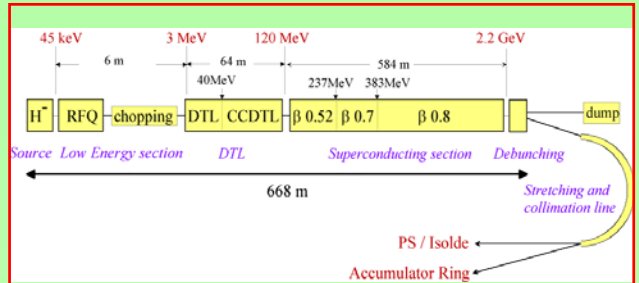 45 keV 3 MeV 120 MeV 2.2 GeV
6 m 64 m 584 m
40MeV 237MeV 383MeV
H⁻ RFQ chopping DTL CCDTL β 0.52 β 0.7 β 0.8 dump
Source Low Energy section DTL Superconducting section Debunching
668 m
Stretching and
collimation line
PS / Isolde
Accumulator Ring